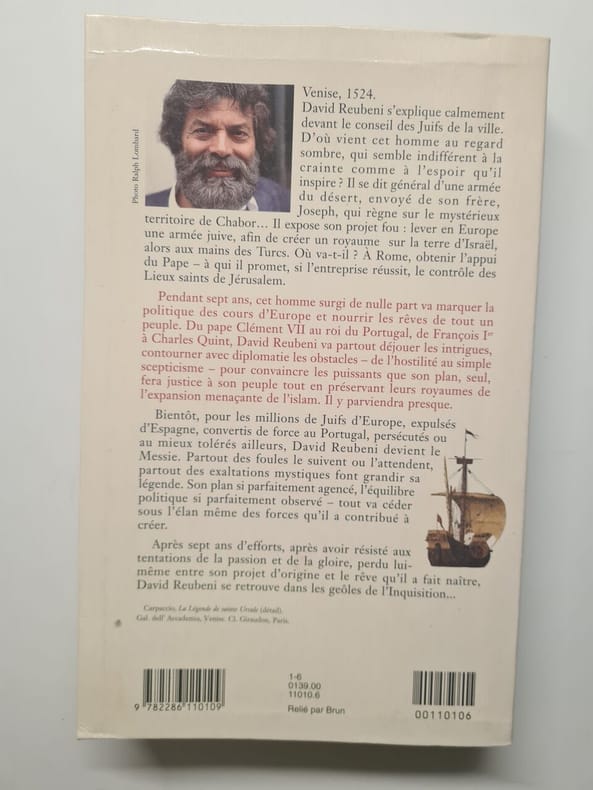 Photo Ralph Lombard
Venise, 1524.
David Reubeni s'explique calmement
devant le conseil des Juifs de la ville.
D'où vient cet homme au regard
sombre, qui semble indifférent à la
crainte comme à l'espoir qu'il
inspire ? Il se dit général d'une armée
du désert, envoyé de son frère,
Joseph, qui règne sur le mystérieux
territoire de Chabor... Il expose son projet fou : lever en Europe
une armée juive, afin de créer un royaume sur la terre d'Israël,
alors aux mains des Turcs. Où va-t-il ? À Rome, obtenir l'appui
du Pape – à qui il promet, si l'entreprise réussit, le contrôle des
Lieux saints de Jérusalem.
Pendant sept ans, cet homme surgi de nulle part va marquer la
politique des cours d'Europe et nourrir les rêves de tout un
peuple. Du pape Clément VII au roi du Portugal, de François Ier
à Charles Quint, David Reubeni va partout déjouer les intrigues,
contourner avec diplomatie les obstacles – de l'hostilité au simple
scepticisme – pour convaincre les puissants que son plan, seul,
fera justice à son peuple tout en préservant leurs royaumes de
l'expansion menaçante de l'islam. Il y parviendra presque.
Bientôt, pour les millions de Juifs d'Europe, expulsés
d'Espagne, convertis de force au Portugal, persécutés ou
au mieux tolérés ailleurs, David Reubeni devient le
Messie. Partout des foules le suivent ou l'attendent,
partout des exaltations mystiques font grandir sa
légende. Son plan si parfaitement agencé, l'équilibre
politique si parfaitement observé – tout va céder
sous l'élan même des forces qu'il a contribué à
créer.
Après sept ans d'efforts, après avoir résisté aux
tentations de la passion et de la gloire, perdu lui-
même entre son projet d'origine et le rêve qu'il a fait naître,
David Reubeni se retrouve dans les geôles de l'Inquisition...
Carpaccio, La Légende de sainte Ursule (détail).
Gal. dell' Accademia, Venise. Cl. Giraudon, Paris.
9 782286 110109
1-6
0139.00
11010.6
Relié par Brun
00110106